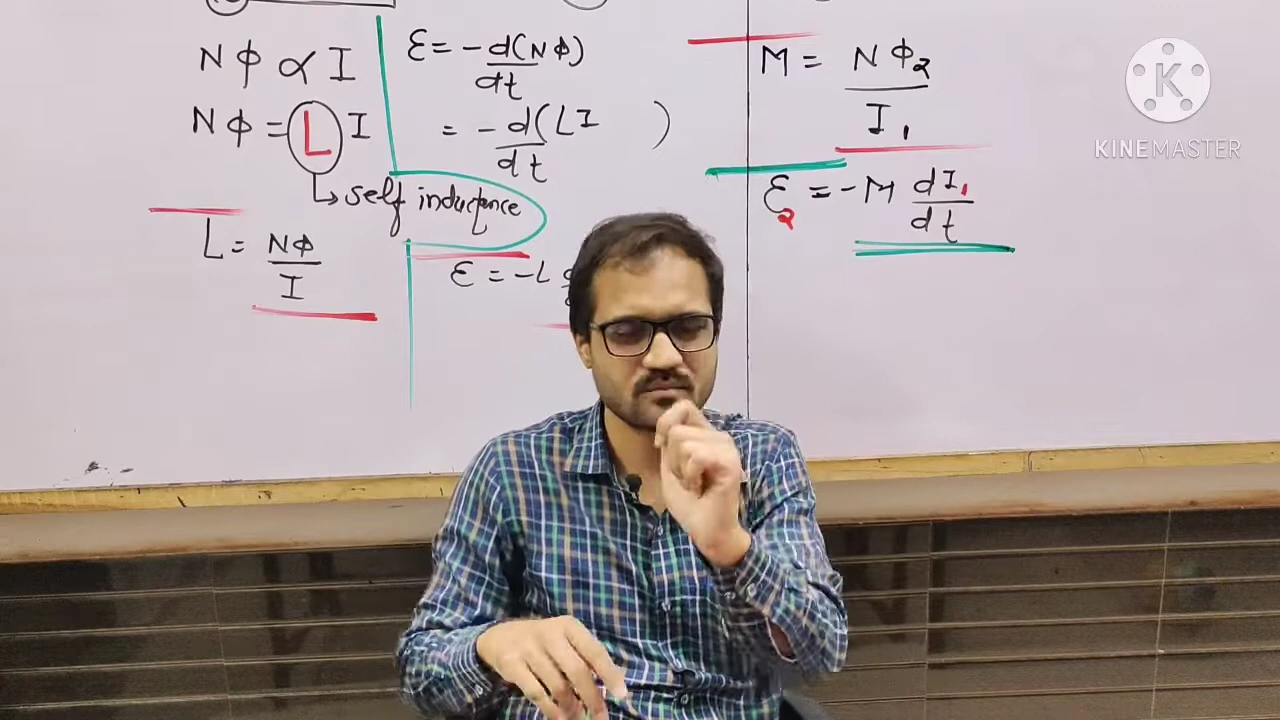 Nφ ∝ I
Nφ = L I
↳ self inductance
L = Nφ/I
ε = -d(Nφ)/dt
= -d(LI )/dt
ε = -L
M = Nφ₂/I₁
ε₂ = -M dI₁/dt
K
KINEMASTER